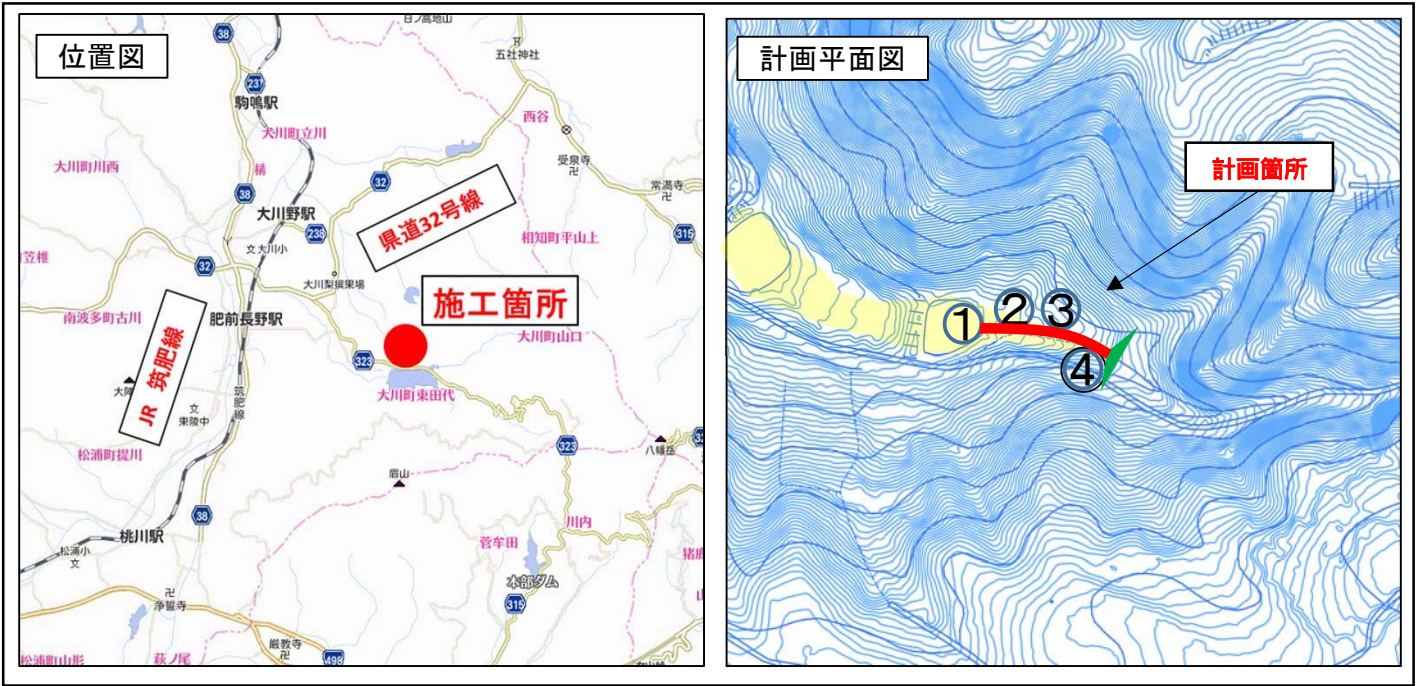 位置図
日ノ高地山
38
五社神社
237
駒鳴駅
西谷
大川町立川
受泉寺
大川町川西
橘
32
常満寺
38
大川野駅
238
県道32号線
315
文 大川小
相知町平山上
32
大川梨撰果場
施工箇所
南波多町古川
肥前長野駅
大川町山口
JR 筑肥線
323
大川町東田代
筑肥線
文
東陵中
323
八幡岳
松浦町提川
眉山
38
川内
桃川駅
菅牟田
松浦小
文
本部ダム
315
浄誓寺
厳教寺
498
松浦町山形
萩ノ尾
計画平面図
計画箇所
①
②
③
④